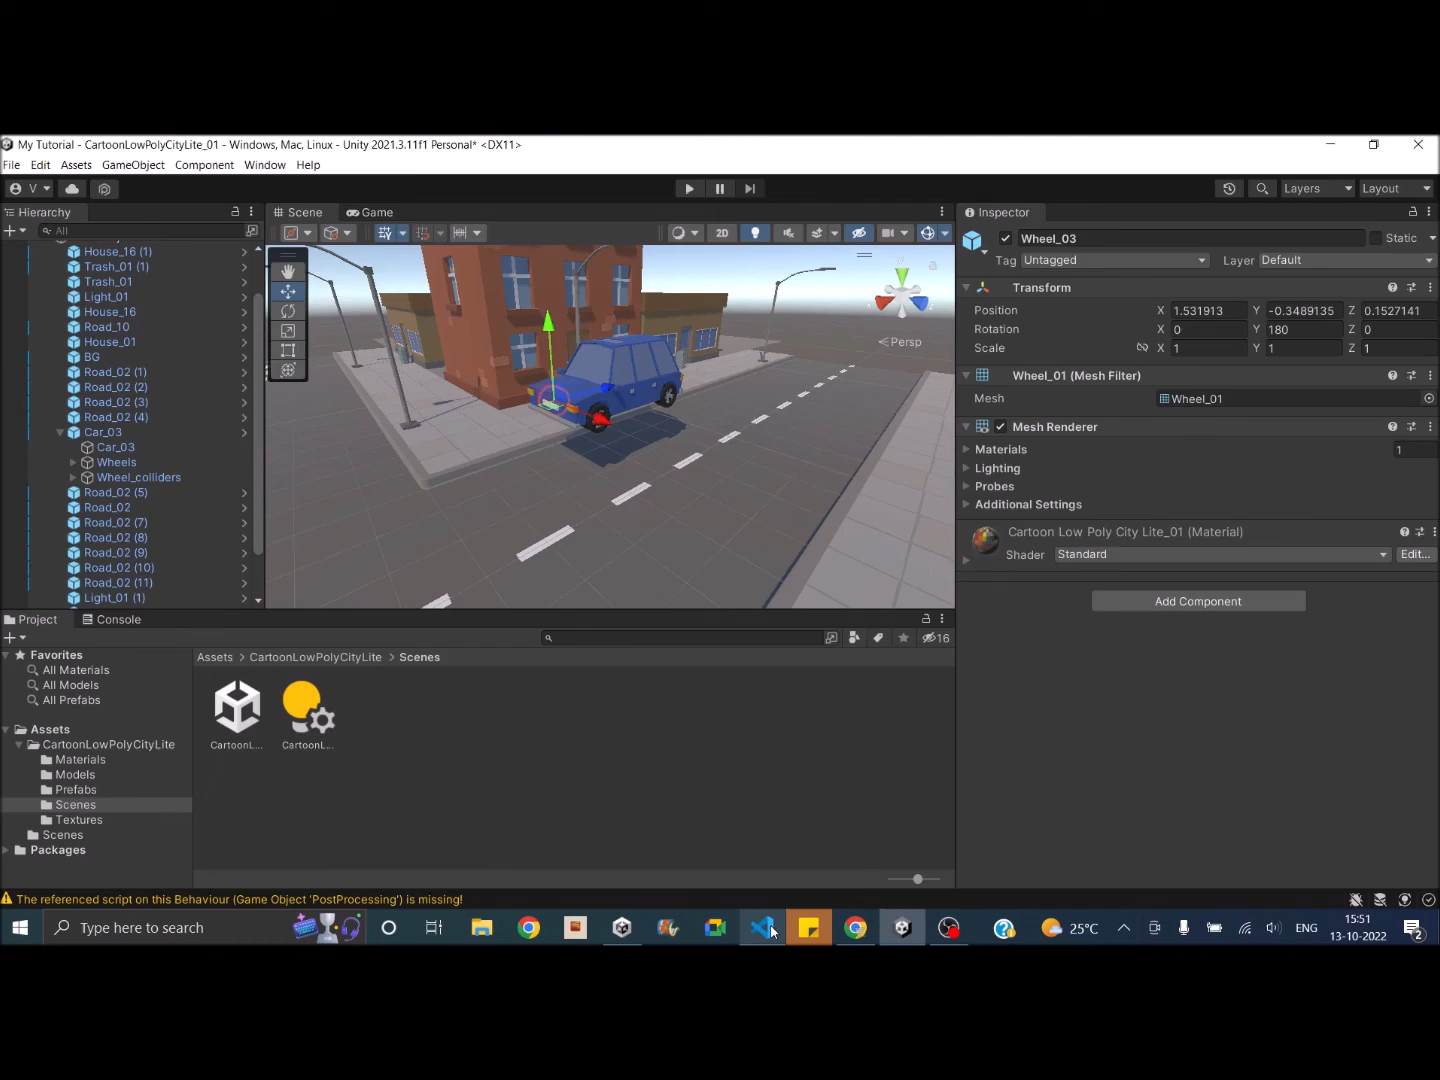 My Tutorial - CartoonLowPolyCityLite_01 - Windows, Mac, Linux - Unity 2021.3.11f1 Personal* <DX11>
File Edit Assets GameObject Component Window Help
V Layers Layout
Hierarchy
All
House_16 (1)
Trash_01 (1)
Trash_01
Light_01
House_16
Road_10
House_01
BG
Road_02 (1)
Road_02 (2)
Road_02 (3)
Road_02 (4)
Car_03
Car_03
Wheels
Wheel_colliders
Road_02 (5)
Road_02
Road_02 (7)
Road_02 (8)
Road_02 (9)
Road_02 (10)
Road_02 (11)
Light_01 (1)
Scene Game
2D
Persp
Inspector
Wheel_03 Static
Tag Untagged Layer Default
Transform
Position X 1.531913 Y -0.3489135 Z 0.1527141
Rotation X 0 Y 180 Z 0
Scale X 1 Y 1 Z 1
Wheel_01 (Mesh Filter)
Mesh Wheel_01
Mesh Renderer
Materials 1
Lighting
Probes
Additional Settings
Cartoon Low Poly City Lite_01 (Material)
Shader Standard Edit...
Add Component
Project Console
16
Favorites
All Materials
All Models
All Prefabs
Assets
CartoonLowPolyCityLite
Materials
Models
Prefabs
Scenes
Textures
Scenes
Packages
Assets > CartoonLowPolyCityLite > Scenes
CartoonL... CartoonL...
The referenced script on this Behaviour (Game Object 'PostProcessing') is missing!
Type here to search
25°C
ENG
15:51
13-10-2022
2